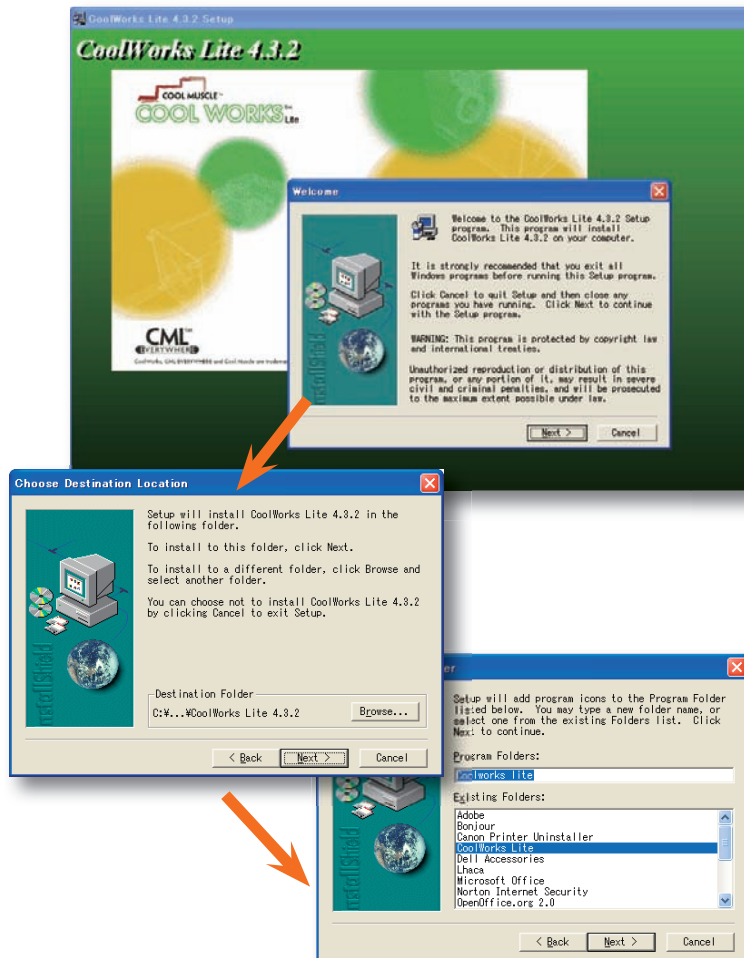 CoolWorks Lite 4.3.2 Setup
CoolWorks Lite 4.3.2
COOL MUSCLE™
COOL WORKS™ Lite
CML™
EVERYWHERE
CoolWorks, CML EVERYWHERE and Cool Muscle are
Welcome
Welcome to the CoolWorks Lite 4.3.2 Setup
program. This program will install
CoolWorks Lite 4.3.2 on your computer.
It is strongly recommended that you exit all
Windows programs before running this Setup program.
Click Cancel to quit Setup and then close any
programs you have running. Click Next to continue
with the Setup program.
WARNING: This program is protected by copyright law
and international treaties.
Unauthorized reproduction or distribution of this
program, or any portion of it, may result in severe
civil and criminal penalties, and will be prosecuted
to the maximum extent possible under law.
InstallShield
Next >
Cancel
Choose Destination Location
Setup will install CoolWorks Lite 4.3.2 in the
following folder.
To install to this folder, click Next.
To install to a different folder, click Browse and
select another folder.
You can choose not to install CoolWorks Lite 4.3.2
by clicking Cancel to exit Setup.
InstallShield
Destination Folder
C:¥...¥CoolWorks Lite 4.3.2
Browse...
< Back
Next >
Cancel
er
Setup will add program icons to the Program Folder
listed below. You may type a new folder name, or
select one from the existing Folders list. Click
Next to continue.
Program Folders:
Coolworks lite
Existing Folders:
Adobe
Bonjour
Canon Printer Uninstaller
CoolWorks Lite
Dell Accessories
Lhaca
Microsoft Office
Norton Internet Security
OpenOffice.org 2.0
InstallShield
< Back
Next >
Cancel